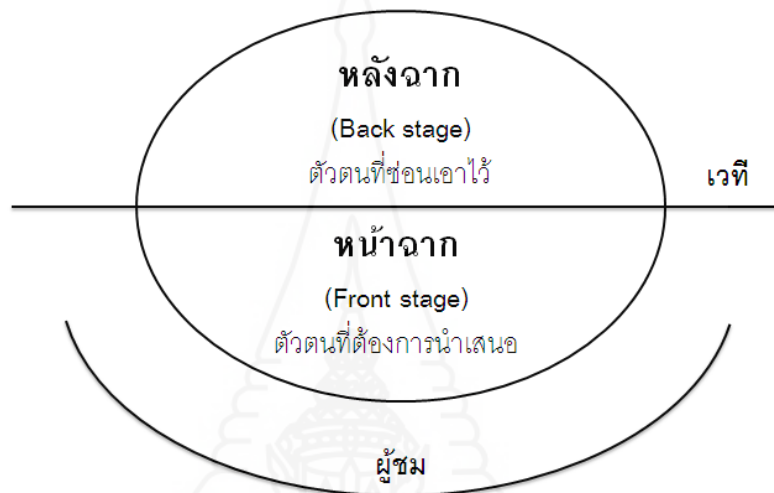 หลังฉาก
(Back stage)
ตัวตนที่ซ่อนเอาไว้
เวที
หน้าฉาก
(Front stage)
ตัวตนที่ต้องการนำเสนอ
ผู้ชม